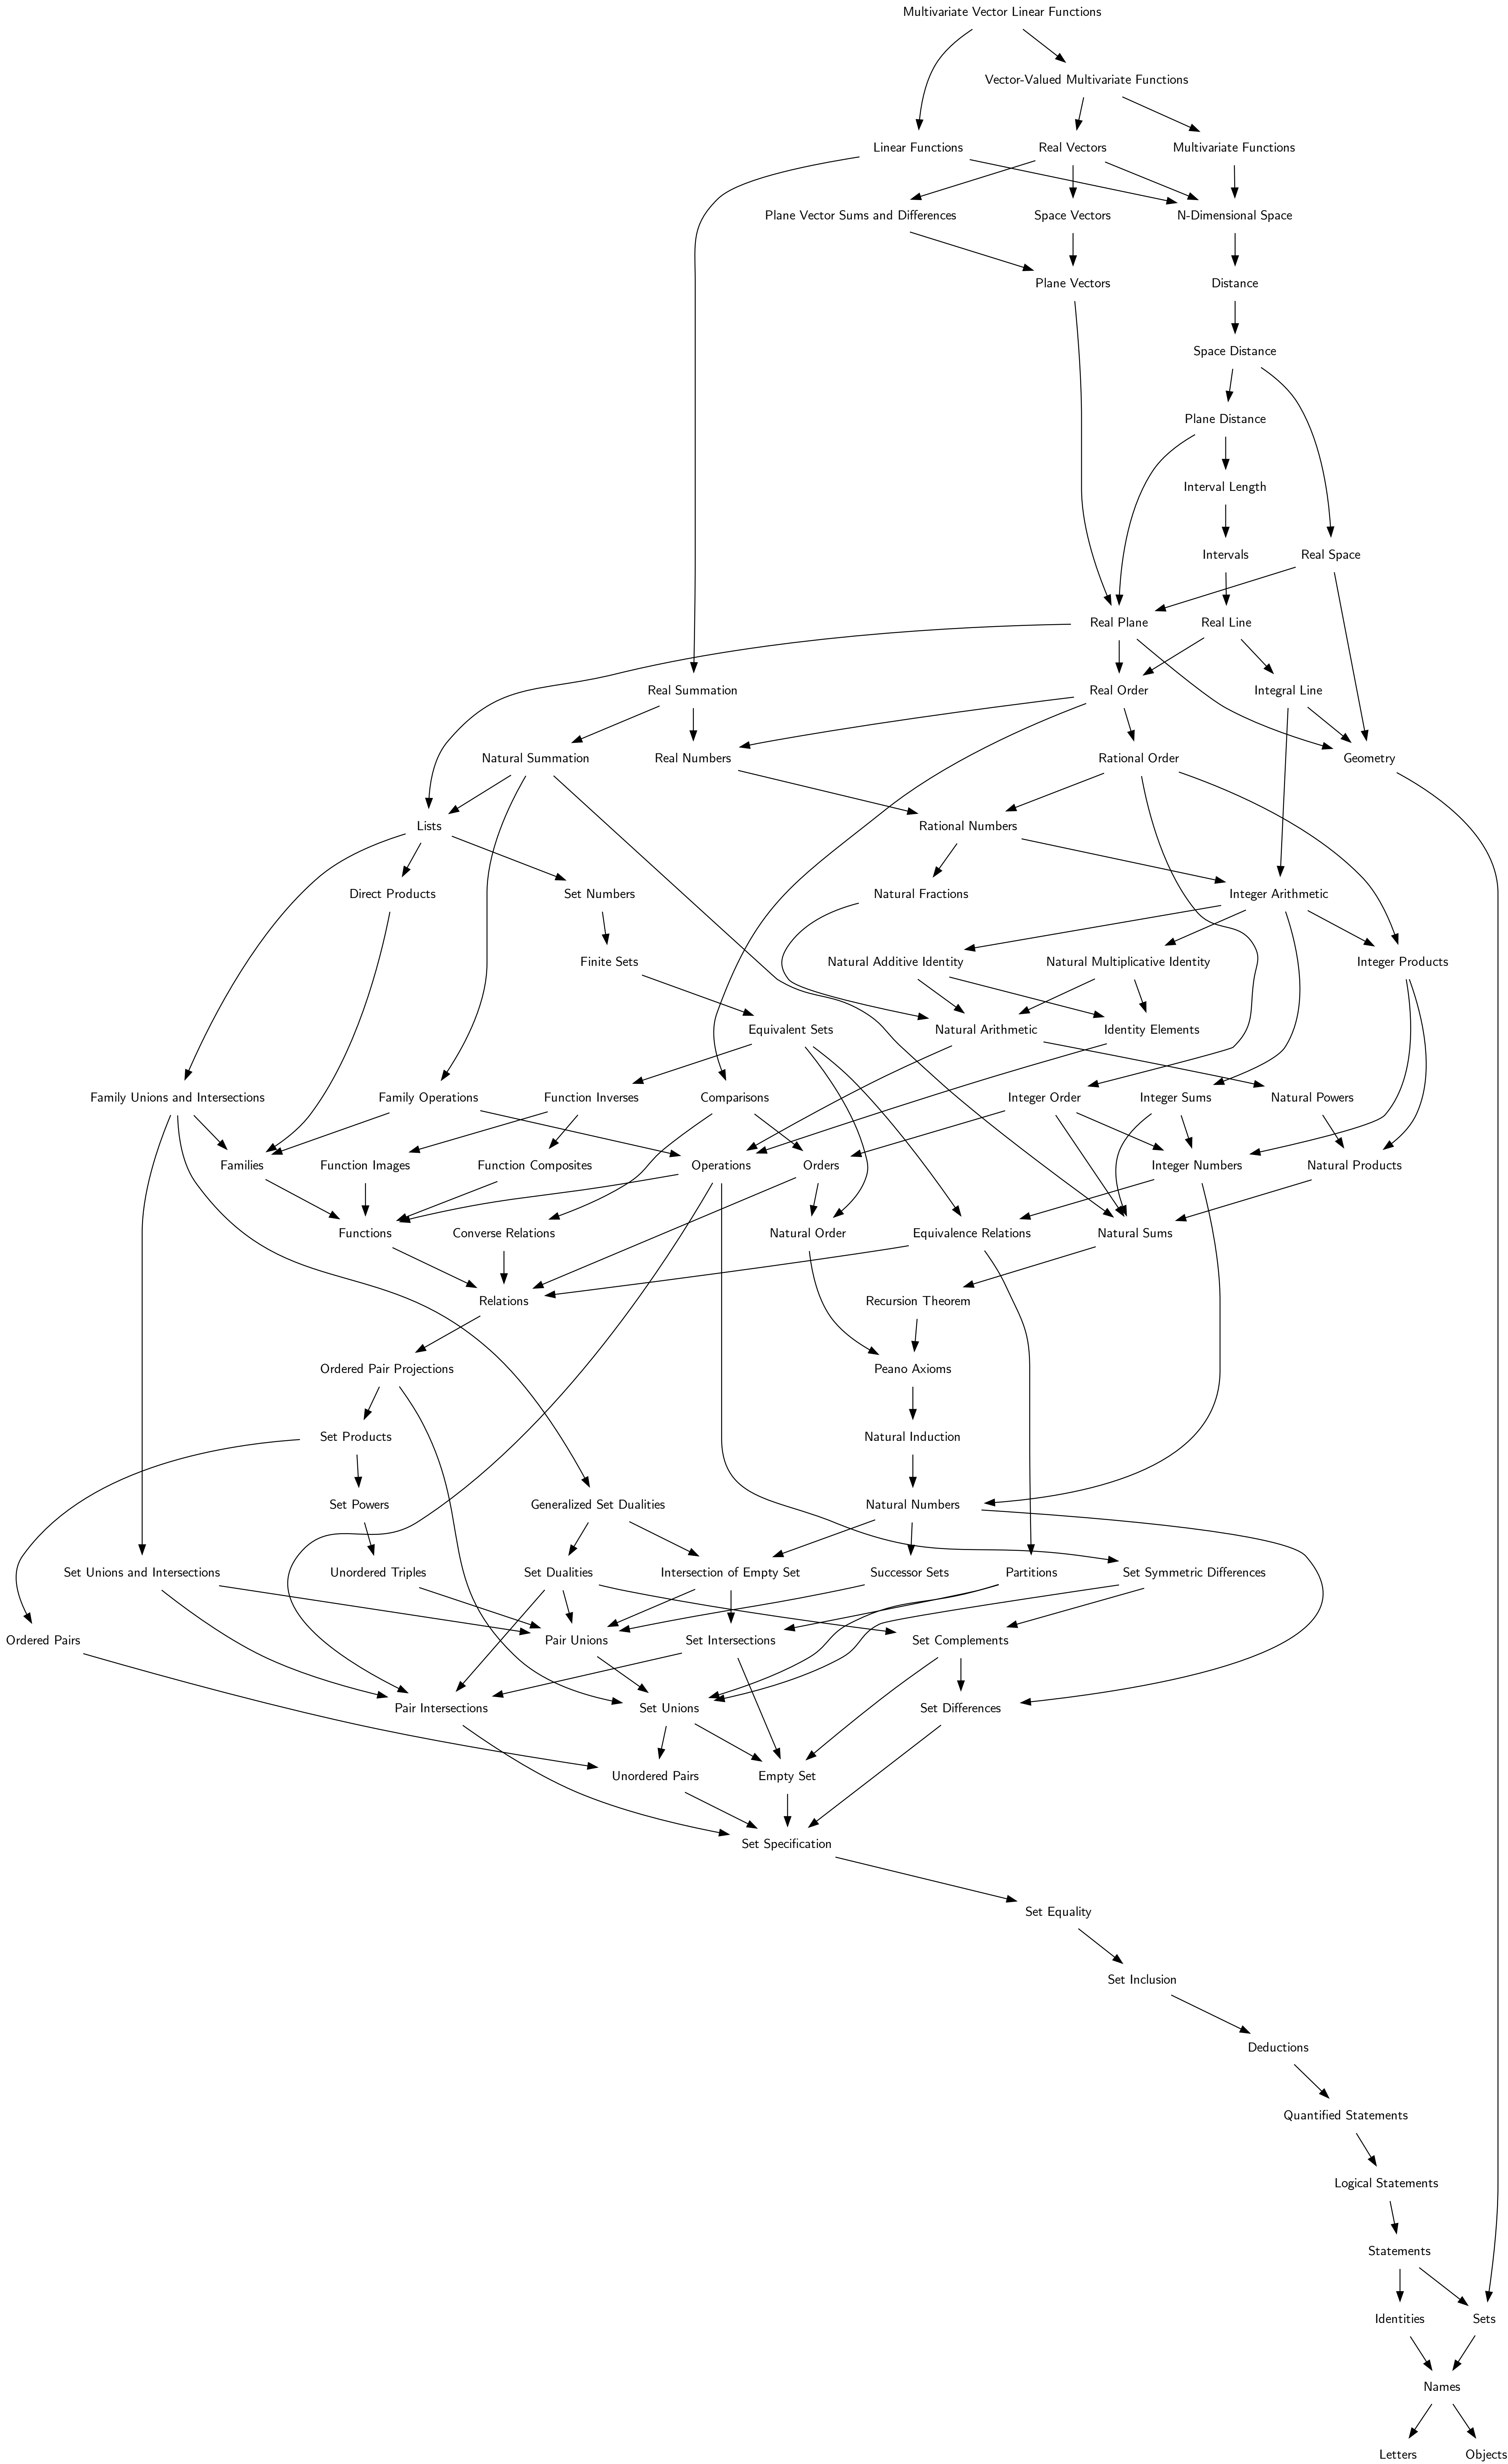 Multivariate Vector Linear Functions
Vector-Valued Multivariate Functions
Linear Functions
Real Vectors
Multivariate Functions
Plane Vector Sums and Differences
Space Vectors
N-Dimensional Space
Plane Vectors
Distance
Space Distance
Plane Distance
Interval Length
Intervals
Real Space
Real Plane
Real Line
Real Summation
Real Order
Integral Line
Natural Summation
Real Numbers
Rational Order
Geometry
Lists
Rational Numbers
Direct Products
Set Numbers
Natural Fractions
Integer Arithmetic
Finite Sets
Natural Additive Identity
Natural Multiplicative Identity
Integer Products
Equivalent Sets
Natural Arithmetic
Identity Elements
Family Unions and Intersections
Family Operations
Function Inverses
Comparisons
Integer Order
Integer Sums
Natural Powers
Families
Function Images
Function Composites
Operations
Orders
Integer Numbers
Natural Products
Functions
Converse Relations
Natural Order
Equivalence Relations
Natural Sums
Relations
Recursion Theorem
Ordered Pair Projections
Peano Axioms
Set Products
Natural Induction
Set Powers
Generalized Set Dualities
Natural Numbers
Set Unions and Intersections
Unordered Triples
Set Dualities
Intersection of Empty Set
Successor Sets
Partitions
Set Symmetric Differences
Ordered Pairs
Pair Unions
Set Intersections
Set Complements
Pair Intersections
Set Unions
Set Differences
Unordered Pairs
Empty Set
Set Specification
Set Equality
Set Inclusion
Deductions
Quantified Statements
Logical Statements
Statements
Identities
Sets
Names
Letters
Objects